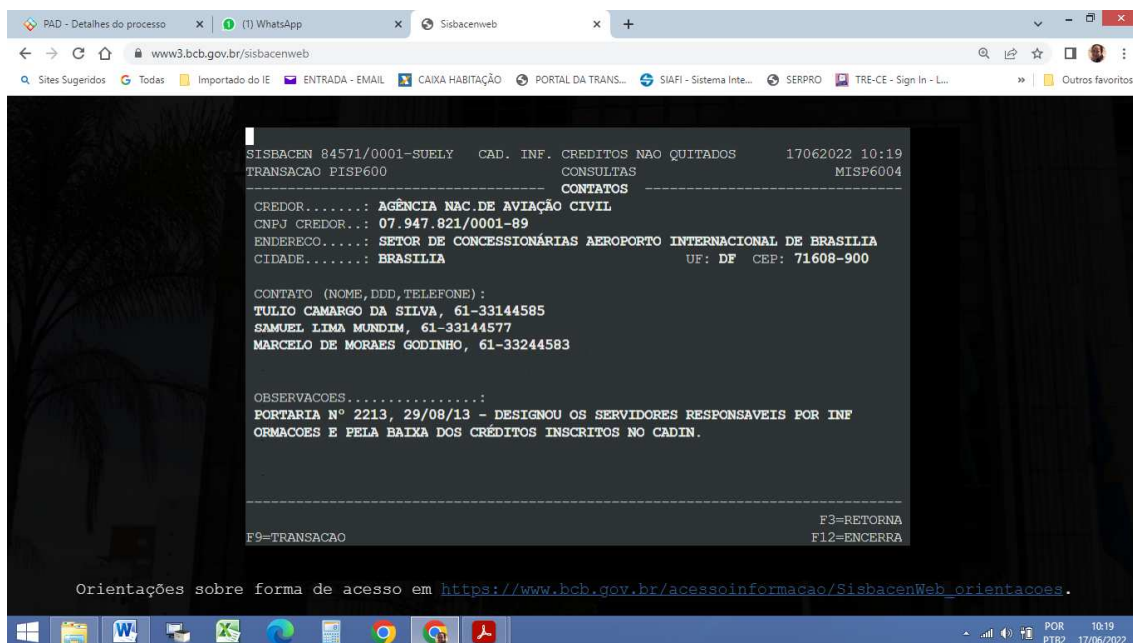 PAD - Detalhes do processo
(1) WhatsApp
Sisbacenweb
www3.bcb.gov.br/sisbacenweb
Sites Sugeridos
Todas
Importado do IE
ENTRADA - EMAIL
CAIXA HABITAÇÃO
PORTAL DA TRANS...
SIAFI - Sistema Inte...
SERPRO
TRE-CE - Sign In - L...
»
Outros favoritos
SISBACEN 84571/0001-SUELY CAD. INF. CREDITOS NAO QUITADOS 17062022 10:19
TRANSACAO PISP600 CONSULTAS MISP6004
------------------------------------ CONTATOS -------------------------------
CREDOR.......: AGÊNCIA NAC.DE AVIAÇÃO CIVIL
CNPJ CREDOR..: 07.947.821/0001-89
ENDERECO.....: SETOR DE CONCESSIONÁRIAS AEROPORTO INTERNACIONAL DE BRASILIA
CIDADE.......: BRASILIA UF: DF CEP: 71608-900
CONTATO (NOME,DDD,TELEFONE):
TULIO CAMARGO DA SILVA, 61-33144585
SAMUEL LIMA MUNDIM, 61-33144577
MARCELO DE MORAES GODINHO, 61-33244583
OBSERVACOES................:
PORTARIA Nº 2213, 29/08/13 - DESIGNOU OS SERVIDORES RESPONSAVEIS POR INF
ORMACOES E PELA BAIXA DOS CRÉDITOS INSCRITOS NO CADIN.
-------------------------------------------------------------------------------
F3=RETORNA
F9=TRANSACAO F12=ENCERRA
Orientações sobre forma de acesso em https://www.bcb.gov.br/acessoinformacao/SisbacenWeb_orientacoes.
POR 10:19
PTB2 17/06/2022